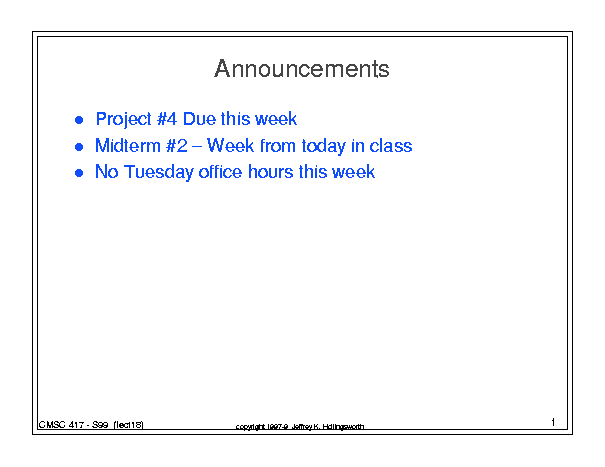 Announcements
● Project #4 Due this week
● Midterm #2 – Week from today in class
● No Tuesday office hours this week
CMSC 417 - S99 (lect18)
copyright 1997-9 Jeffrey K. Hollingsworth
1